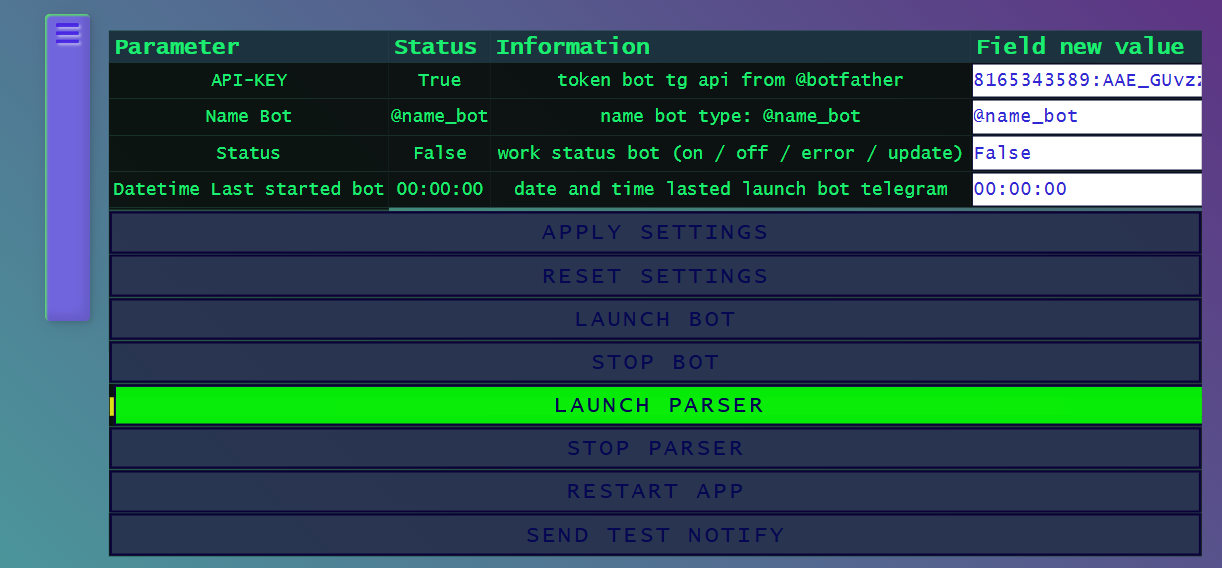 Parameter Status Information Field new value
API-KEY True token bot tg api from @botfather 8165343589:AAE_GUvz
Name Bot @name_bot name bot type: @name_bot @name_bot
Status False work status bot (on / off / error / update) False
Datetime Last started bot 00:00:00 date and time lasted launch bot telegram 00:00:00
APPLY SETTINGS
RESET SETTINGS
LAUNCH BOT
STOP BOT
LAUNCH PARSER
STOP PARSER
RESTART APP
SEND TEST NOTIFY